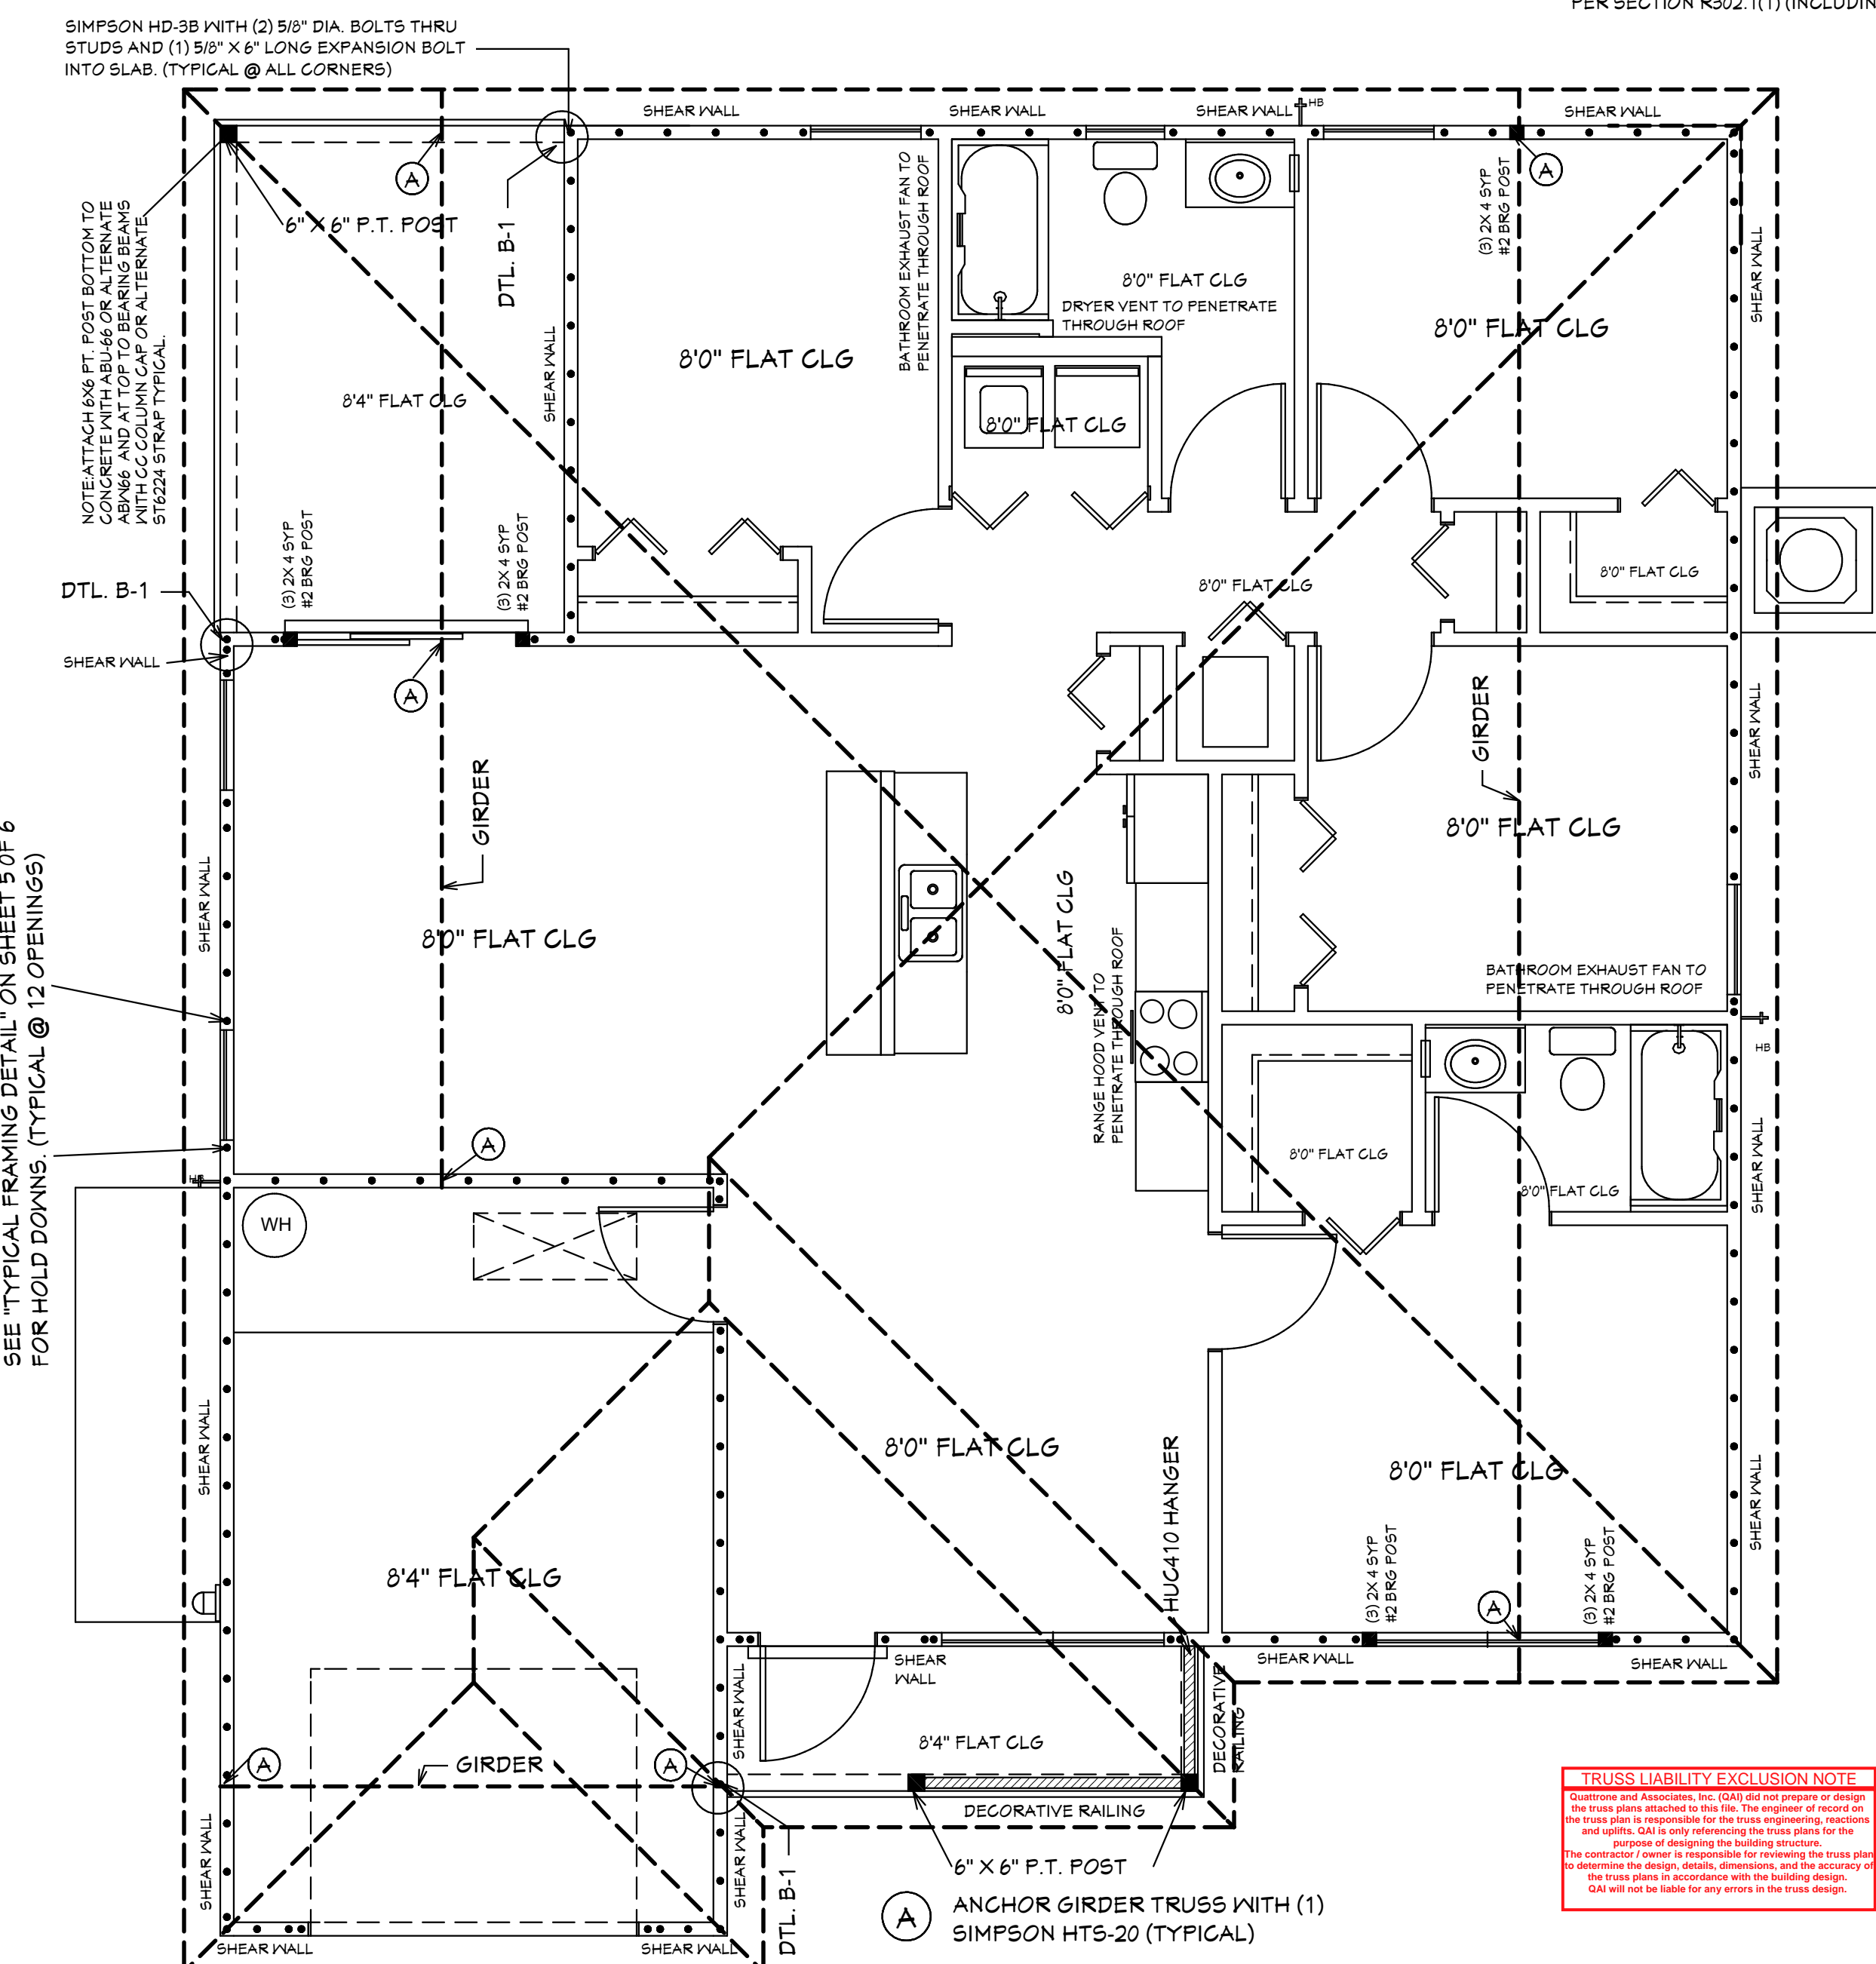 PER SECTION R302.1(1) (INCLUDIN
SIMPSON HD-3B WITH (2) 5/8" DIA. BOLTS THRU
STUDS AND (1) 5/8" X 6" LONG EXPANSION BOLT
INTO SLAB. (TYPICAL @ ALL CORNERS)
SHEAR WALL
SHEAR WALL
SHEAR WALL
HB
SHEAR WALL
A
A
6" X 6" P.T. POST
DTL. B-1
NOTE:ATTACH 6X6 PT. POST BOTTOM TO
CONCRETE WITH ABU-66 OR ALTERNATE
ABW66 AND AT TOP TO BEARING BEAMS
WITH CC COLUMN CAP OR ALTERNATE
ST6224 STRAP TYPICAL.
BATHROOM EXHAUST FAN TO
PENETRATE THROUGH ROOF
(3) 2X 4 SYP
#2 BRG POST
SHEAR WALL
8'0" FLAT CLG
DRYER VENT TO PENETRATE
THROUGH ROOF
8'0" FLAT CLG
8'0" FLAT CLG
SHEAR WALL
8'4" FLAT CLG
8'0" FLAT CLG
(3) 2X 4 SYP
#2 BRG POST
(3) 2X 4 SYP
#2 BRG POST
8'0" FLAT CLG
8'0" FLAT CLG
DTL. B-1
SHEAR WALL
A
GIRDER
SHEAR WALL
GIRDER
8'0" FLAT CLG
SEE "TYPICAL FRAMING DETAIL" ON SHEET 5 OF 6
FOR HOLD DOWNS. (TYPICAL @ 12 OPENINGS)
SHEAR WALL
8'0" FLAT CLG
8'0" FLAT CLG
RANGE HOOD VENT TO
PENETRATE THROUGH ROOF
BATHROOM EXHAUST FAN TO
PENETRATE THROUGH ROOF
HB
A
HB
8'0" FLAT CLG
8'0" FLAT CLG
SHEAR WALL
WH
SHEAR WALL
8'0" FLAT CLG
HUC410 HANGER
8'0" FLAT CLG
SHEAR WALL
8'4" FLAT CLG
(3) 2X 4 SYP
#2 BRG POST
A
(3) 2X 4 SYP
#2 BRG POST
SHEAR
WALL
SHEAR WALL
SHEAR WALL
SHEAR WALL
DECORATIVE
RAILING
8'4" FLAT CLG
A
GIRDER
A
DECORATIVE RAILING
SHEAR WALL
SHEAR WALL
DTL. B-1
6" X 6" P.T. POST
A
ANCHOR GIRDER TRUSS WITH (1)
SIMPSON HTS-20 (TYPICAL)
SHEAR WALL
SHEAR WALL
TRUSS LIABILITY EXCLUSION NOTE
Quattrone and Associates, Inc. (QAI) did not prepare or design
the truss plans attached to this file. The engineer of record on
the truss plan is responsible for the truss engineering, reactions
and uplifts. QAI is only referencing the truss plans for the
purpose of designing the building structure.
The contractor / owner is responsible for reviewing the truss plan
to determine the design, details, dimensions, and the accuracy of
the truss plans in accordance with the building design.
QAI will not be liable for any errors in the truss design.